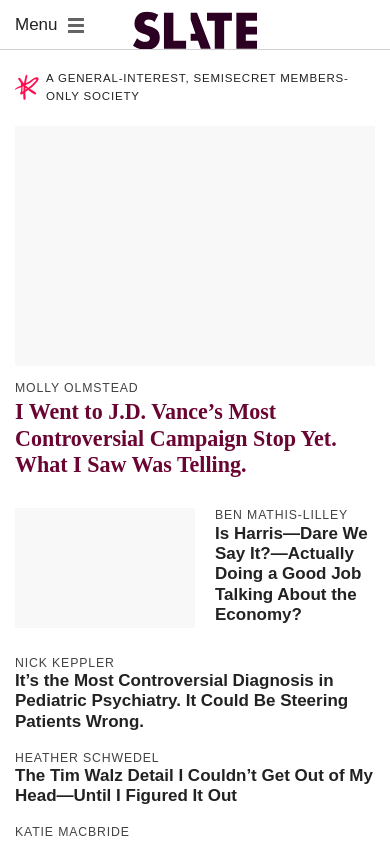 Menu
SLATE
A GENERAL-INTEREST, SEMISECRET MEMBERS-
ONLY SOCIETY
MOLLY OLMSTEAD
I Went to J.D. Vance’s Most
Controversial Campaign Stop Yet.
What I Saw Was Telling.
BEN MATHIS-LILLEY
Is Harris—Dare We
Say It?—Actually
Doing a Good Job
Talking About the
Economy?
NICK KEPPLER
It’s the Most Controversial Diagnosis in
Pediatric Psychiatry. It Could Be Steering
Patients Wrong.
HEATHER SCHWEDEL
The Tim Walz Detail I Couldn’t Get Out of My
Head—Until I Figured It Out
KATIE MACBRIDE